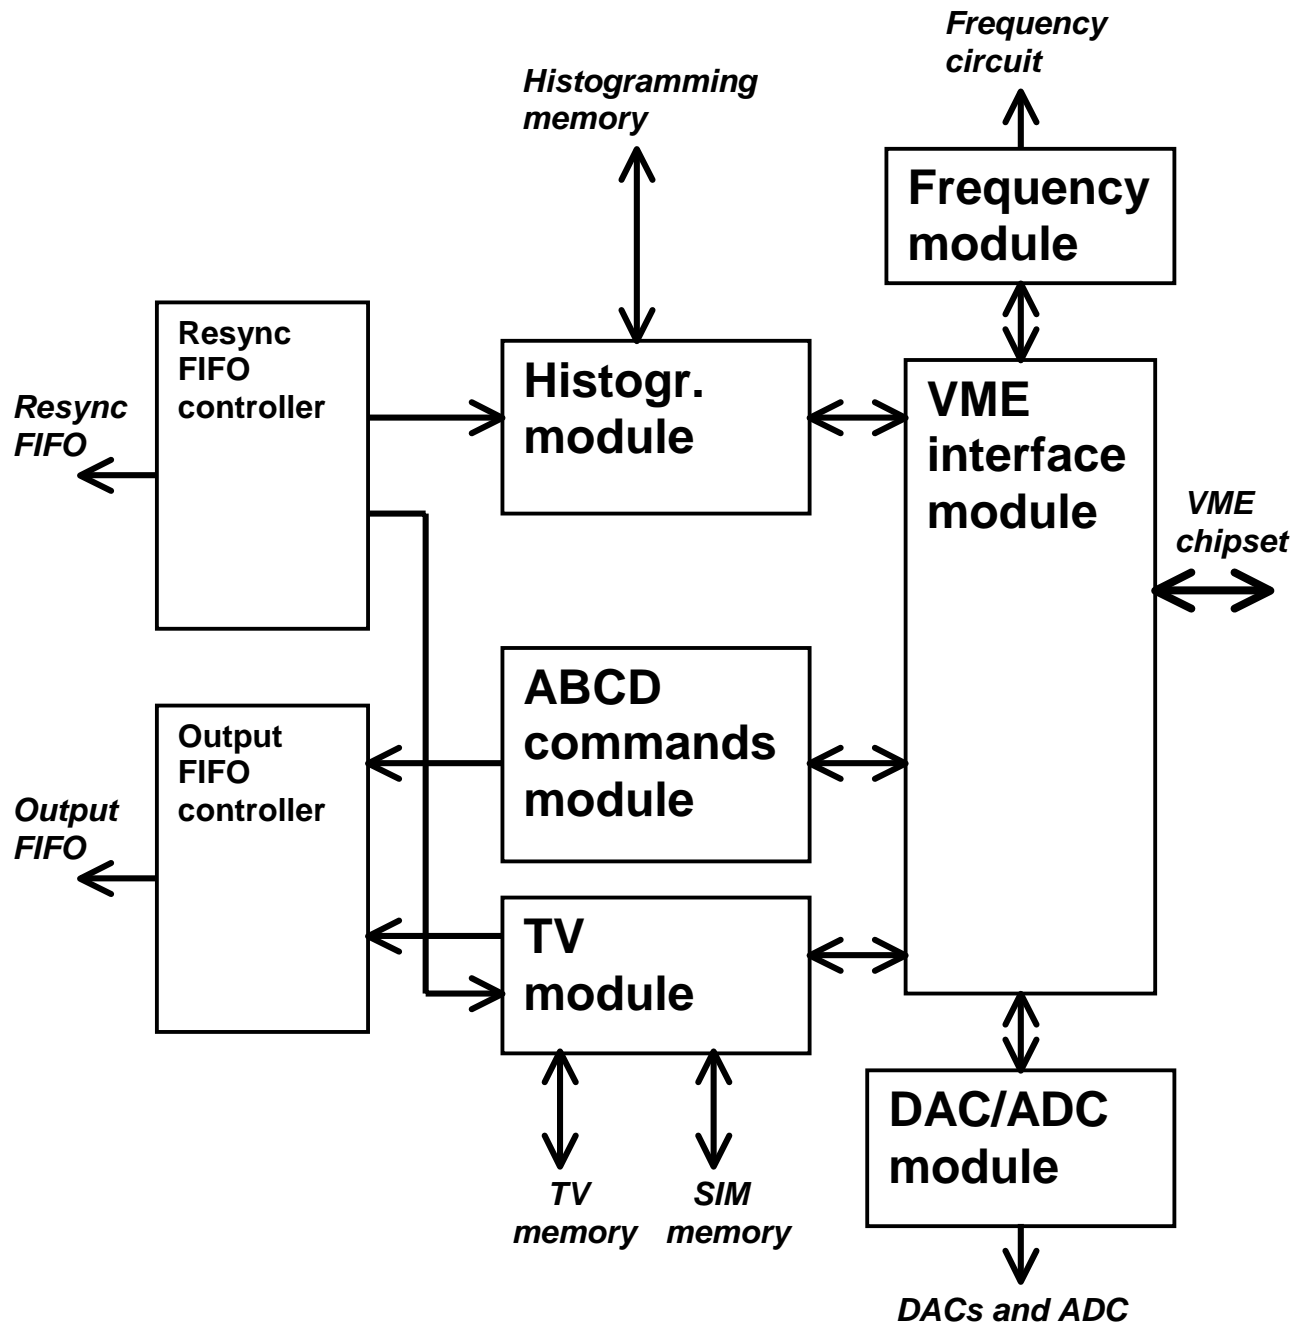 Frequency
circuit
Histogramming
memory
Frequency
module
Resync
FIFO
controller
Histogr.
module
VME
interface
module
Resync
FIFO
VME
chipset
ABCD
commands
module
Output
FIFO
controller
Output
FIFO
TV
module
DAC/ADC
module
TV
memory
SIM
memory
DACs and ADC